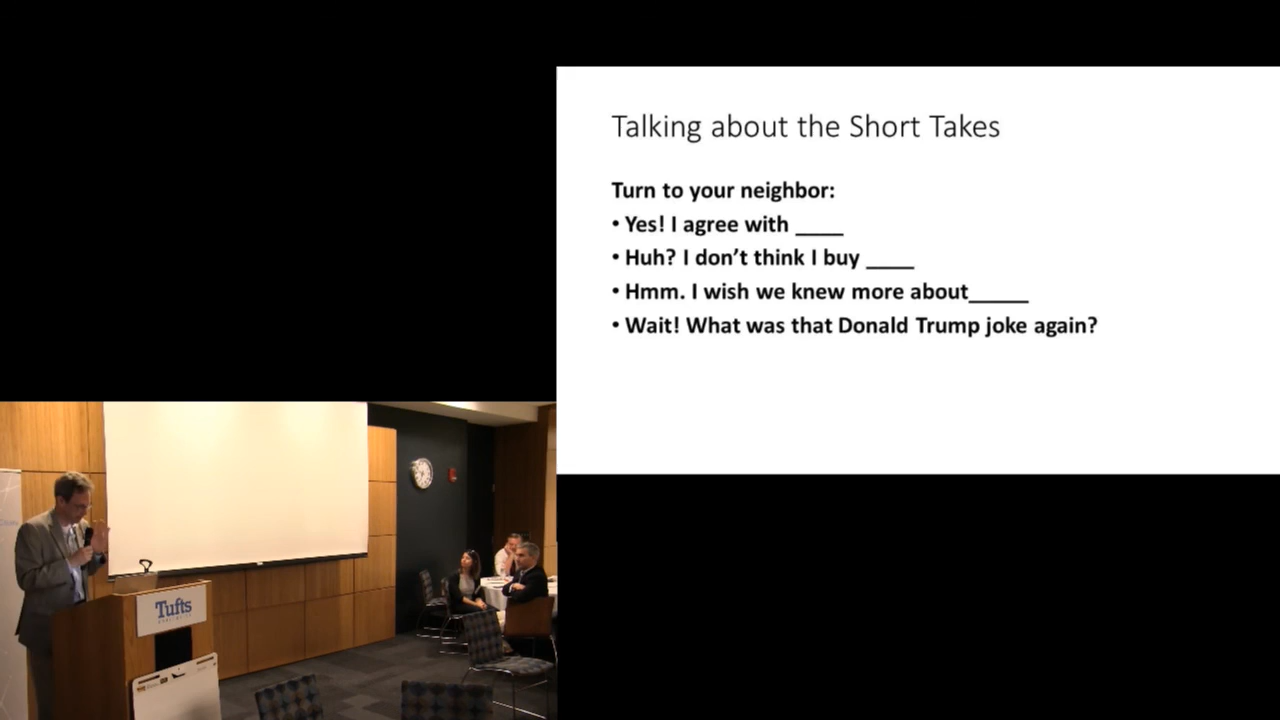 Talking about the Short Takes
Turn to your neighbor:
• Yes! I agree with ____
• Huh? I don’t think I buy ____
• Hmm. I wish we knew more about_____
• Wait! What was that Donald Trump joke again?
Tufts